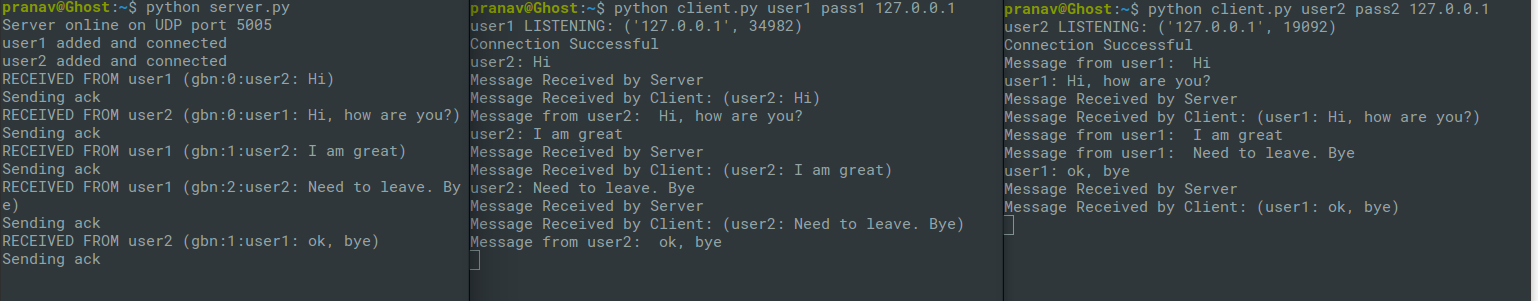 pranav@Ghost:~$ python server.py
Server online on UDP port 5005
user1 added and connected
user2 added and connected
RECEIVED FROM user1 (gbn:0:user2: Hi)
Sending ack
RECEIVED FROM user2 (gbn:0:user1: Hi, how are you?)
Sending ack
RECEIVED FROM user1 (gbn:1:user2: I am great)
Sending ack
RECEIVED FROM user1 (gbn:2:user2: Need to leave. By
e)
Sending ack
RECEIVED FROM user2 (gbn:1:user1: ok, bye)
Sending ack
pranav@Ghost:~$ python client.py user1 pass1 127.0.0.1
user1 LISTENING: ('127.0.0.1', 34982)
Connection Successful
user2: Hi
Message Received by Server
Message Received by Client: (user2: Hi)
Message from user2:  Hi, how are you?
user2: I am great
Message Received by Server
Message Received by Client: (user2: I am great)
user2: Need to leave. Bye
Message Received by Server
Message Received by Client: (user2: Need to leave. Bye)
Message from user2:  ok, bye
pranav@Ghost:~$ python client.py user2 pass2 127.0.0.1
user2 LISTENING: ('127.0.0.1', 19092)
Connection Successful
Message from user1:  Hi
user1: Hi, how are you?
Message Received by Server
Message Received by Client: (user1: Hi, how are you?)
Message from user1:  I am great
Message from user1:  Need to leave. Bye
user1: ok, bye
Message Received by Server
Message Received by Client: (user1: ok, bye)